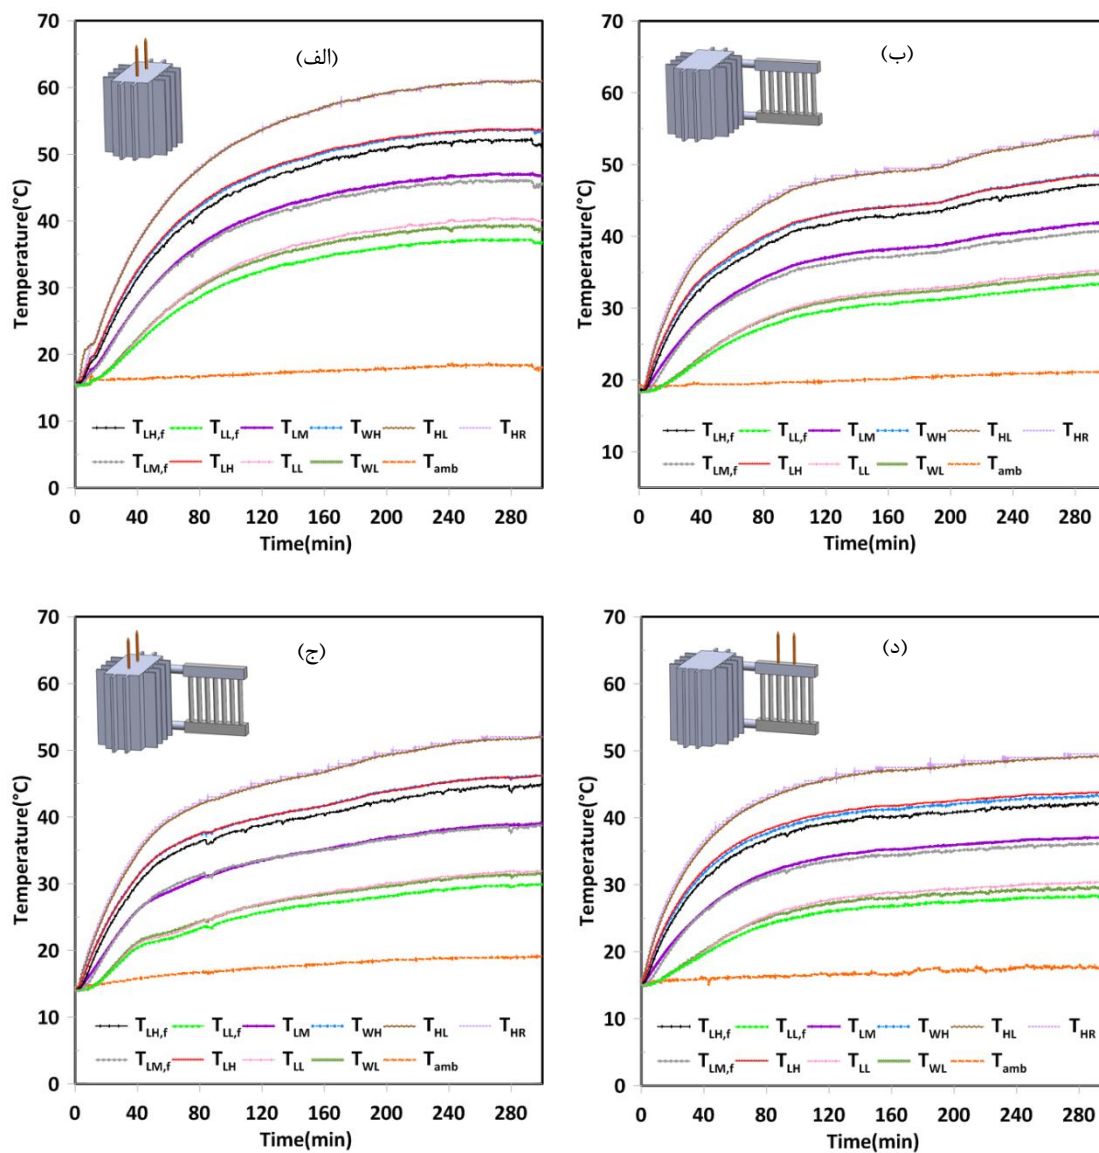 (الف)
Temperature(°C)
70
60
50
40
30
20
10
0
T_LH,f T_LL,f T_LM T_WH T_HL T_HR
T_LM,f T_LH T_LL T_WL T_amb
0 40 80 120 160 200 240 280
Time(min)
(ب)
Temperature(°C)
70
60
50
40
30
20
10
T_LH,f T_LL,f T_LM T_WH T_HL T_HR
T_LM,f T_LH T_LL T_WL T_amb
0 40 80 120 160 200 240 280
Time(min)
(ج)
Temperature(°C)
70
60
50
40
30
20
10
0
T_LH,f T_LL,f T_LM T_WH T_HL T_HR
T_LM,f T_LH T_LL T_WL T_amb
0 40 80 120 160 200 240 280
Time(min)
(د)
Temperature(°C)
70
60
50
40
30
20
10
0
T_LH,f T_LL,f T_LM T_WH T_HL T_HR
T_LM,f T_LH T_LL T_WL T_amb
0 40 80 120 160 200 240 280
Time(min)